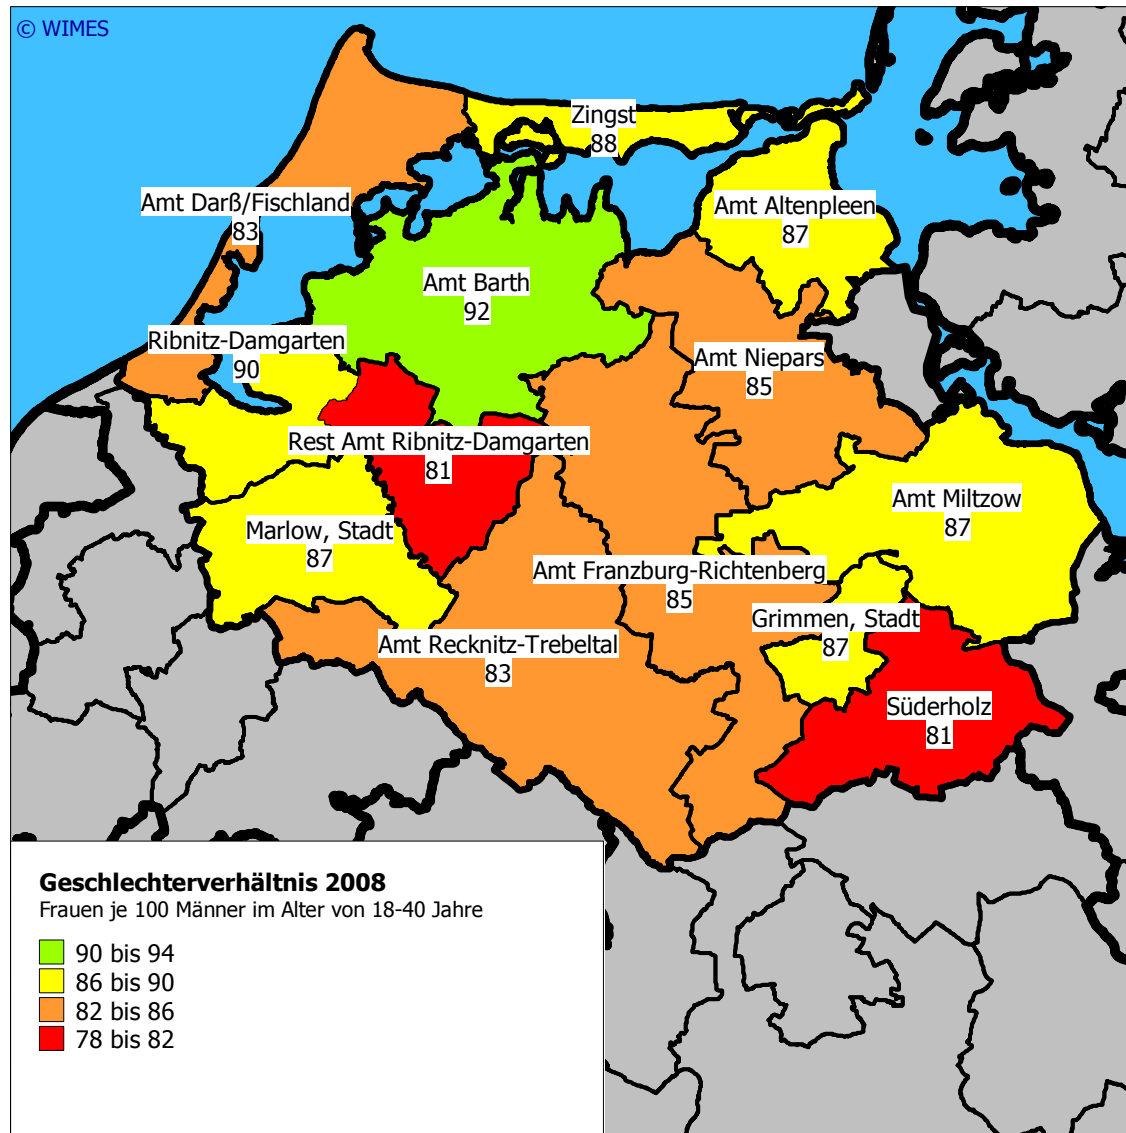 © WIMES
Zingst
88
Amt Darß/Fischland
83
Amt Altenpleen
87
Amt Barth
92
Ribnitz-Damgarten
90
Amt Niepars
85
Rest Amt Ribnitz-Damgarten
81
Amt Miltzow
87
Marlow, Stadt
87
Amt Franzburg-Richtenberg
85
Grimmen, Stadt
87
Amt Recknitz-Trebeltal
83
Süderholz
81
Geschlechterverhältnis 2008
Frauen je 100 Männer im Alter von 18-40 Jahre
90 bis 94
86 bis 90
82 bis 86
78 bis 82